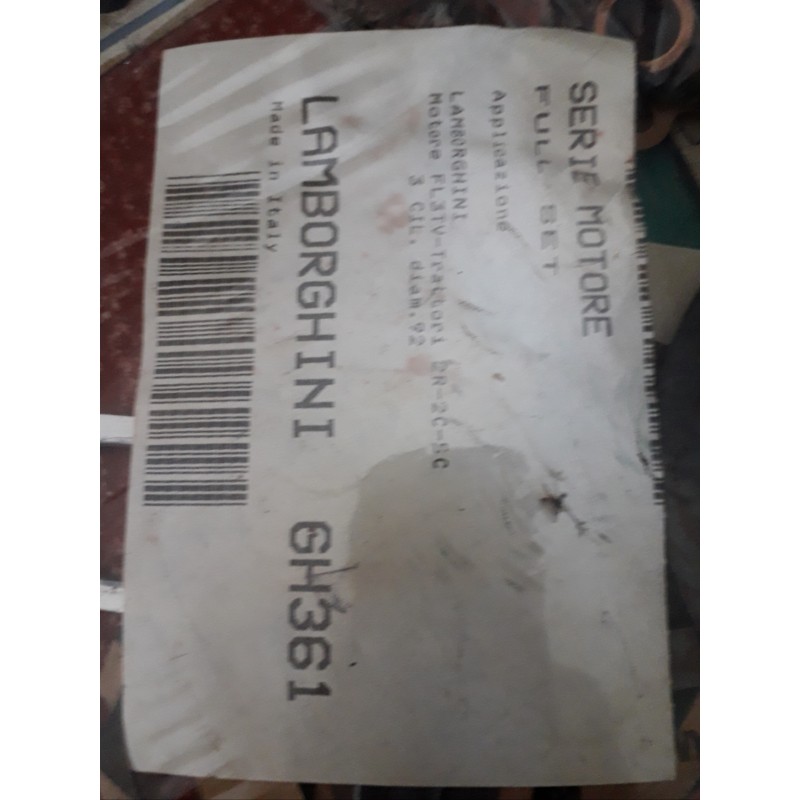 SERIE MOTORE
FULL SET
Applicazione
LAMBORGHINI
Motore FL3TV-Trattori 2R-2C-5C
3 Cil. diam.92
LAMBORGHINI GH361
Made in Italy